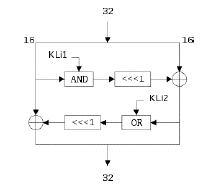 32
16 16
KLi1
AND <<<1
KLi2
<<<1 OR
32